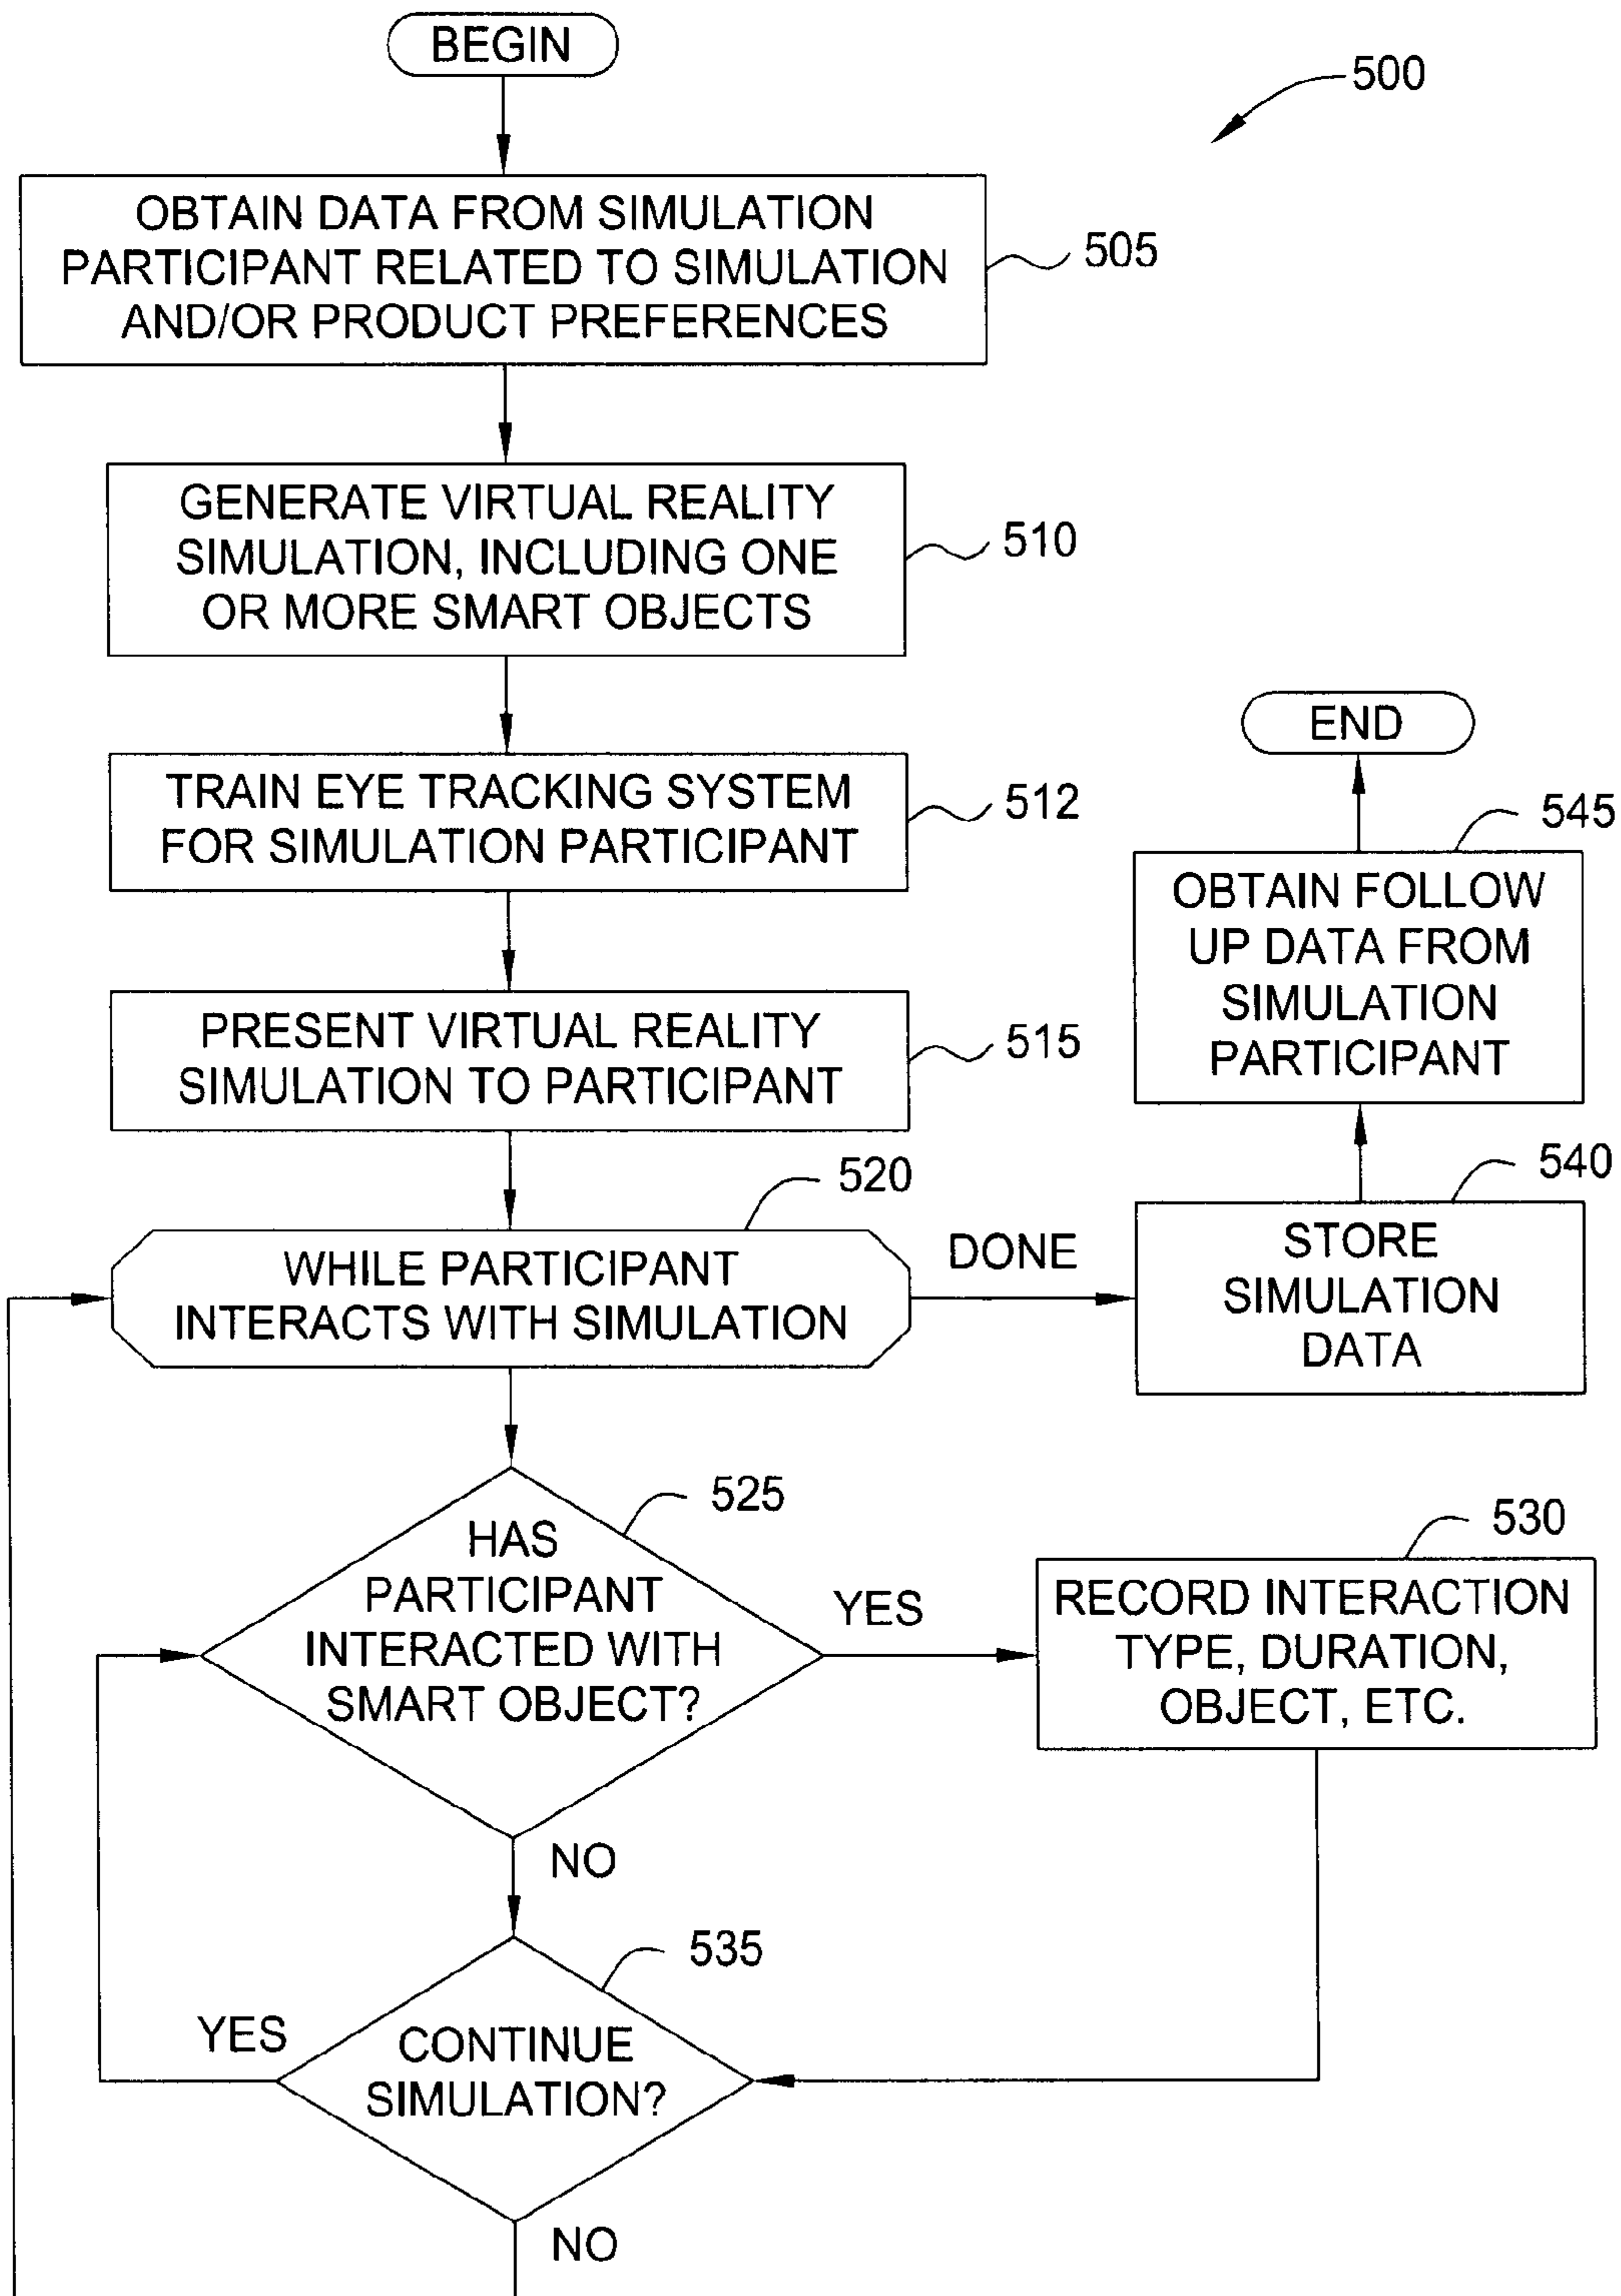 BEGIN
500
OBTAIN DATA FROM SIMULATION
PARTICIPANT RELATED TO SIMULATION
AND/OR PRODUCT PREFERENCES
505
GENERATE VIRTUAL REALITY
SIMULATION, INCLUDING ONE
OR MORE SMART OBJECTS
510
TRAIN EYE TRACKING SYSTEM
FOR SIMULATION PARTICIPANT
512
PRESENT VIRTUAL REALITY
SIMULATION TO PARTICIPANT
515
WHILE PARTICIPANT
INTERACTS WITH SIMULATION
520
DONE
STORE
SIMULATION
DATA
540
OBTAIN FOLLOW
UP DATA FROM
SIMULATION
PARTICIPANT
545
END
HAS
PARTICIPANT
INTERACTED WITH
SMART OBJECT?
525
YES
RECORD INTERACTION
TYPE, DURATION,
OBJECT, ETC.
530
NO
CONTINUE
SIMULATION?
535
YES
NO